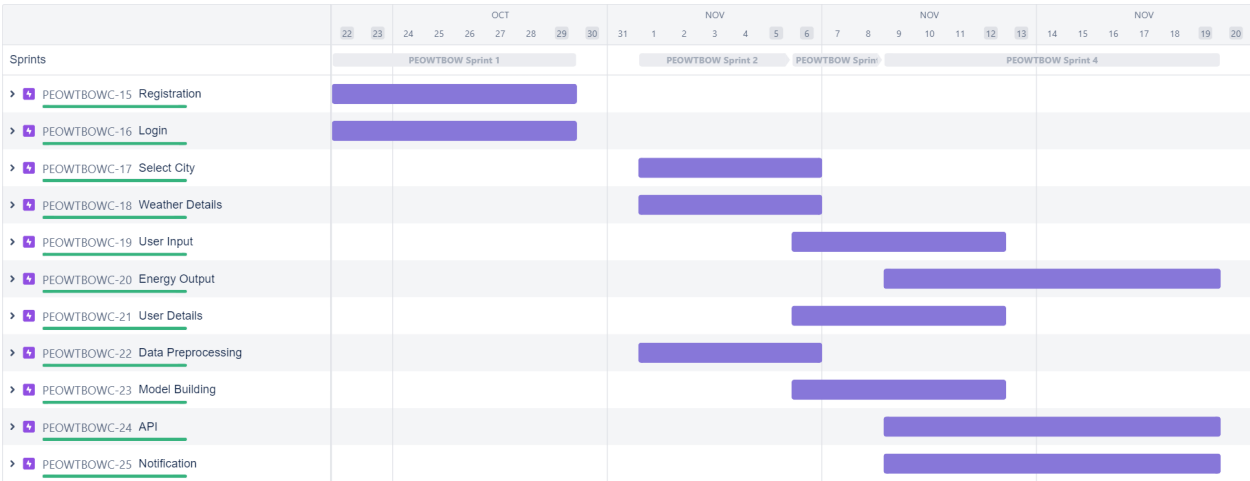 OCT NOV NOV NOV
22 23 24 25 26 27 28 29 30 31 1 2 3 4 5 6 7 8 9 10 11 12 13 14 15 16 17 18 19 20
Sprints PEOWTBOW Sprint 1 PEOWTBOW Sprint 2 PEOWTBOW Sprint PEOWTBOW Sprint 4
PEOWTBOWC-15 Registration
PEOWTBOWC-16 Login
PEOWTBOWC-17 Select City
PEOWTBOWC-18 Weather Details
PEOWTBOWC-19 User Input
PEOWTBOWC-20 Energy Output
PEOWTBOWC-21 User Details
PEOWTBOWC-22 Data Preprocessing
PEOWTBOWC-23 Model Building
PEOWTBOWC-24 API
PEOWTBOWC-25 Notification